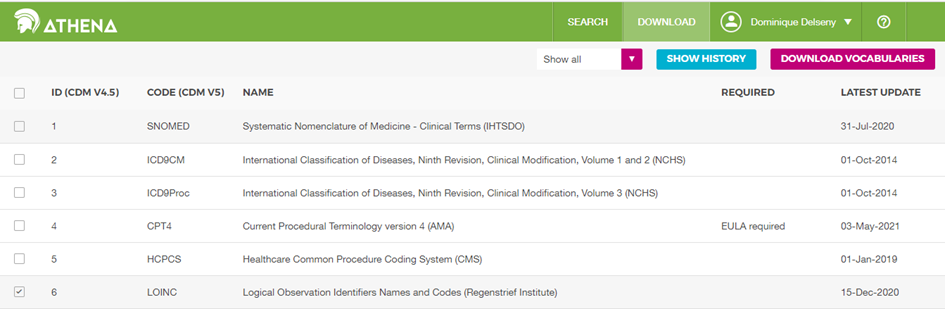 ATHENA SEARCH DOWNLOAD Dominique Delseny ?
Show all SHOW HISTORY DOWNLOAD VOCABULARIES
ID (CDM V4.5) CODE (CDM V5) NAME REQUIRED LATEST UPDATE
1 SNOMED Systematic Nomenclature of Medicine - Clinical Terms (IHTSDO) 31-Jul-2020
2 ICD9CM International Classification of Diseases, Ninth Revision, Clinical Modification, Volume 1 and 2 (NCHS) 01-Oct-2014
3 ICD9Proc International Classification of Diseases, Ninth Revision, Clinical Modification, Volume 3 (NCHS) 01-Oct-2014
4 CPT4 Current Procedural Terminology version 4 (AMA) EULA required 03-May-2021
5 HCPCS Healthcare Common Procedure Coding System (CMS) 01-Jan-2019
6 LOINC Logical Observation Identifiers Names and Codes (Regenstrief Institute) 15-Dec-2020